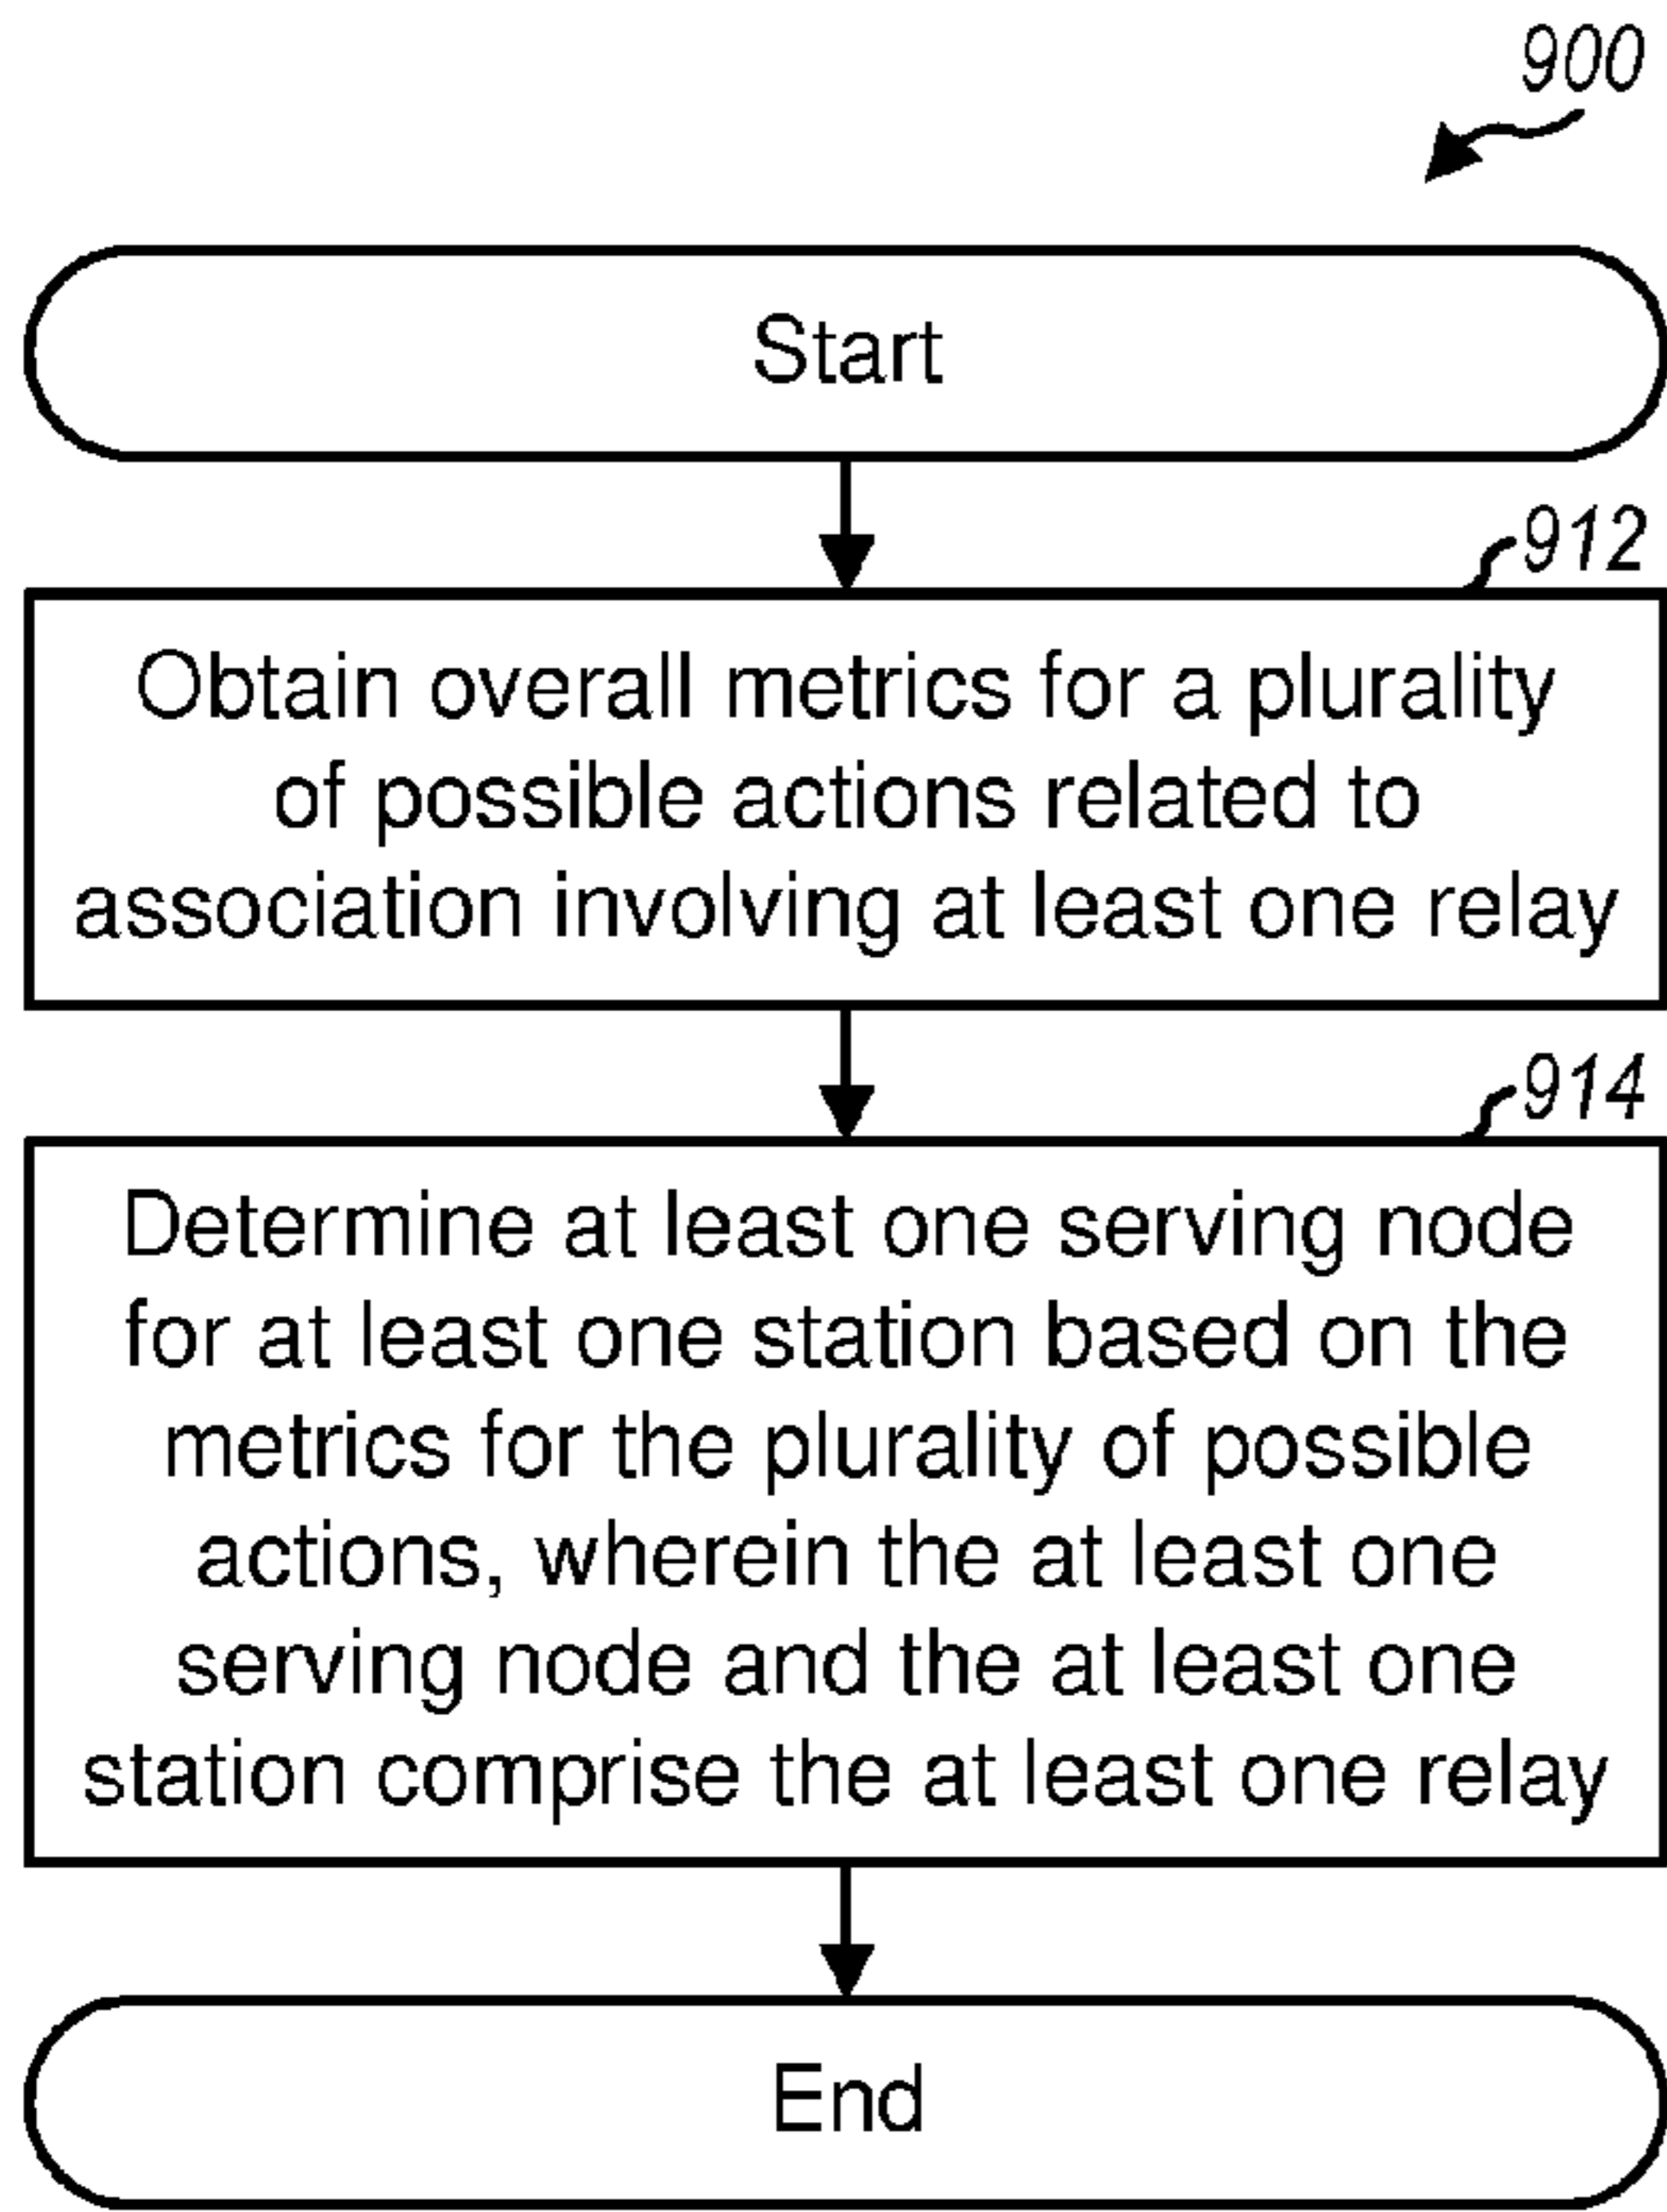 900
Start
912
Obtain overall metrics for a plurality
of possible actions related to
association involving at least one relay
914
Determine at least one serving node
for at least one station based on the
metrics for the plurality of possible
actions, wherein the at least one
serving node and the at least one
station comprise the at least one relay
End